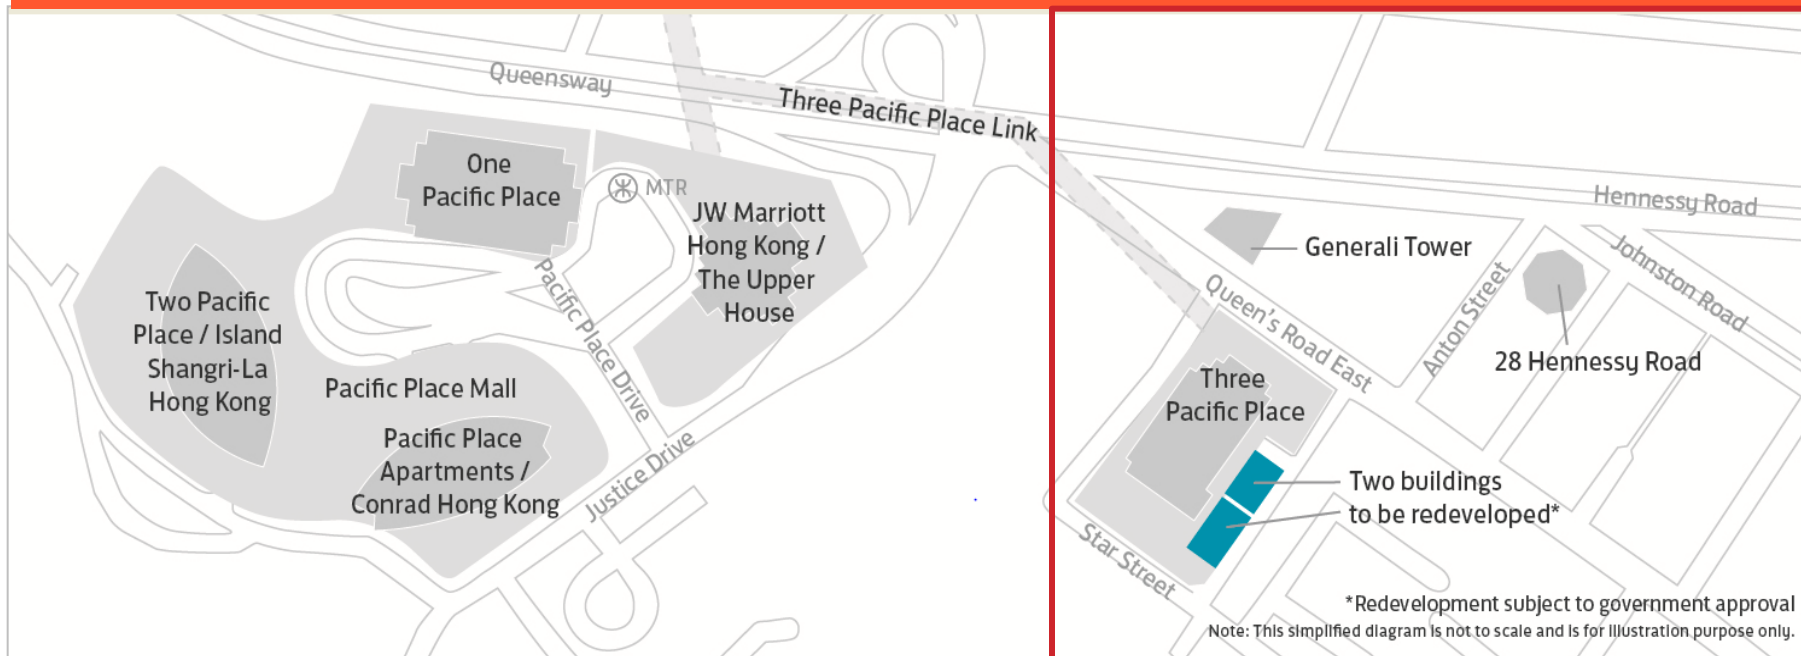 Queensway
Three Pacific Place Link
One
Pacific Place
MTR
JW Marriott
Hong Kong /
The Upper
House
Hennessy Road
Generali Tower
Johnston Road
Anton Street
28 Hennessy Road
Queen's Road East
Pacific Place Drive
Two Pacific
Place / Island
Shangri-La
Hong Kong
Pacific Place Mall
Pacific Place
Apartments /
Conrad Hong Kong
Justice Drive
Three
Pacific Place
Two buildings
to be redeveloped*
Star Street
*Redevelopment subject to government approval
Note: This simplified diagram is not to scale and is for illustration purpose only.